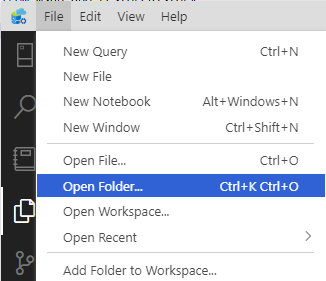 File Edit View Help
New Query Ctrl+N
New File
New Notebook Alt+Windows+N
New Window Ctrl+Shift+N
Open File... Ctrl+O
Open Folder... Ctrl+K Ctrl+O
Open Workspace...
Open Recent
Add Folder to Workspace...